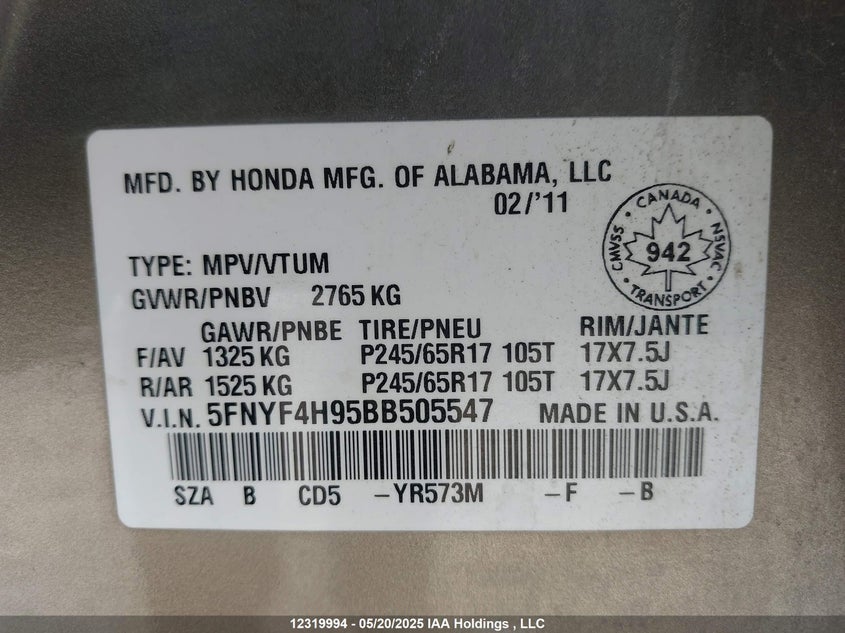 MFD. BY HONDA MFG. OF ALABAMA, LLC
02/'11
CANADA
CMVSS 942 NSVAC
TRANSPORT
TYPE: MPV/VTUM
GVWR/PNBV 2765 KG
GAWR/PNBE TIRE/PNEU RIM/JANTE
F/AV 1325 KG P245/65R17 105T 17X7.5J
R/AR 1525 KG P245/65R17 105T 17X7.5J
V.I.N. 5FNYF4H95BB505547 MADE IN U.S.A.
SZA B CD5 –YR573M –F –B
12319994 - 05/20/2025 IAA Holdings , LLC